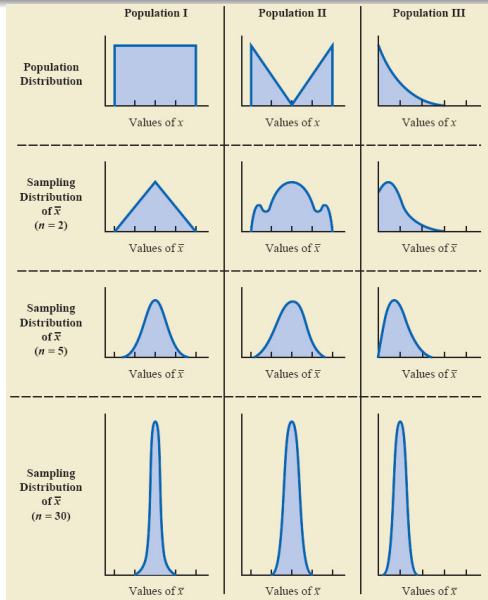 Population I
Population II
Population III
Population
Distribution
Values of x
Values of x
Values of x
Sampling
Distribution
of x̅
(n = 2)
Values of x̅
Values of x̅
Values of x̅
Sampling
Distribution
of x̅
(n = 5)
Values of x̅
Values of x̅
Values of x̅
Sampling
Distribution
of x̅
(n = 30)
Values of x̅
Values of x̅
Values of x̅